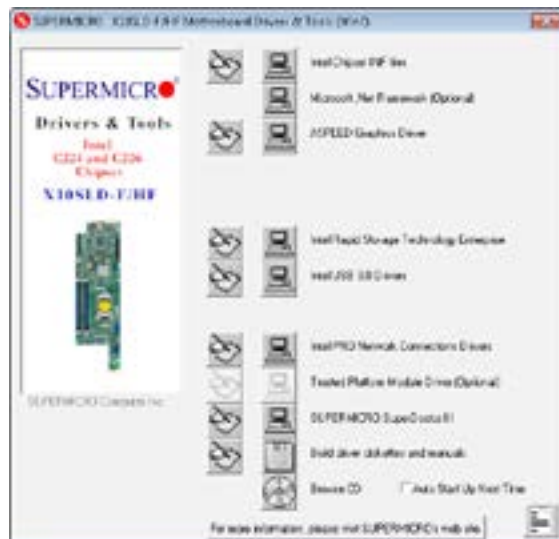 SUPERMICRO X10SLD-F/HF Motherboard Drivers & Tools (Win7)
SUPERMICRO
Drivers & Tools
Intel
C224 and C226
Chipset
X10SLD-F/HF
SUPERMICRO Computer Inc.
Intel Chipset INF files
Microsoft .Net Framework (Optional)
ASPEED Graphics Driver
Intel Rapid Storage Technology Enterprise
Intel USB 3.0 Drivers
Intel PRO Network Connections Drivers
Trusted Platform Module Driver (Optional)
SUPERMICRO SuperDoctor III
Build driver diskettes and manuals
Browse CD
Auto Start Up Next Time
For more information, please visit SUPERMICRO's web site.